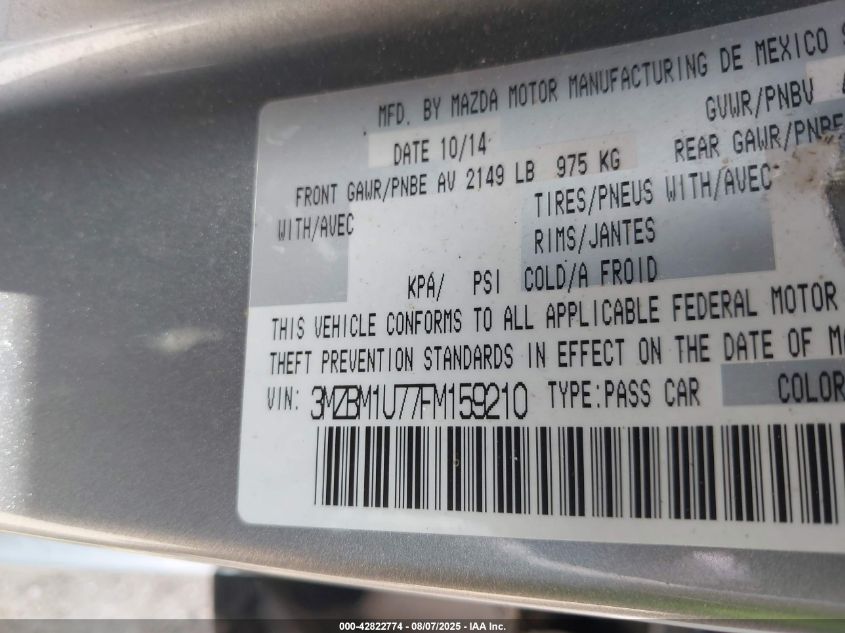 MFD. BY MAZDA MOTOR MANUFACTURING DE MEXICO
DATE 10/14 GVWR/PNBV
FRONT GAWR/PNBE AV 2149 LB 975 KG REAR GAWR/PNBE
WITH/AVEC TIRES/PNEUS WITH/AVEC
RIMS/JANTES
KPA/ PSI COLD/A FROID
THIS VEHICLE CONFORMS TO ALL APPLICABLE FEDERAL MOTOR
THEFT PREVENTION STANDARDS IN EFFECT ON THE DATE OF
VIN: 3MZBM1U77FM159210 TYPE:PASS CAR COLOR
000-42822774 - 08/07/2025 - IAA Inc.